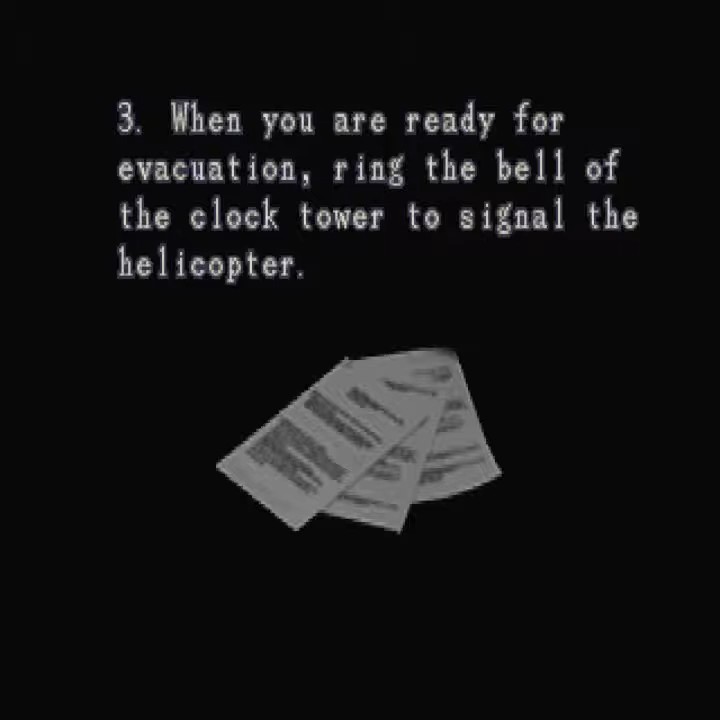 3. When you are ready for
evacuation, ring the bell of
the clock tower to signal the
helicopter.